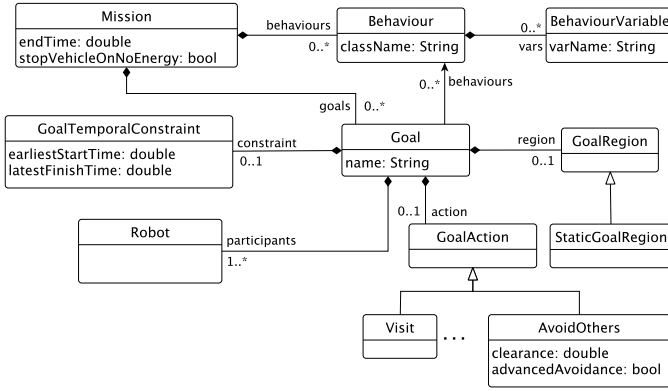 Mission
endTime: double
stopVehicleOnNoEnergy: bool
behaviours
0..*
Behaviour
className: String
0..*
vars
BehaviourVariable
varName: String
0..*
behaviours
goals
0..*
GoalTemporalConstraint
earliestStartTime: double
latestFinishTime: double
constraint
0..1
Goal
name: String
region
0..1
GoalRegion
Robot
participants
1..*
0..1
action
GoalAction
StaticGoalRegion
Visit
...
AvoidOthers
clearance: double
advancedAvoidance: bool